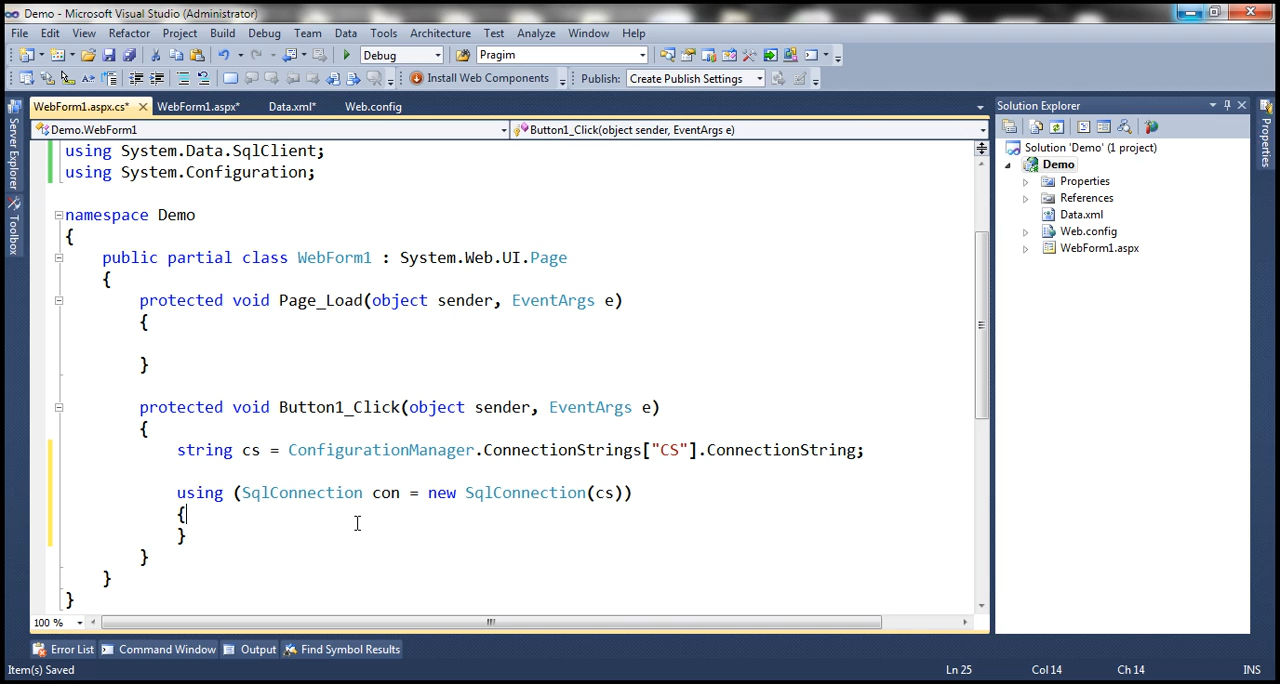 Demo - Microsoft Visual Studio (Administrator)
File Edit View Refactor Project Build Debug Team Data Tools Architecture Test Analyze Window Help
Debug Pragim
Install Web Components Publish: Create Publish Settings
WebForm1.aspx.cs* WebForm1.aspx* Data.xml* Web.config
Demo.WebForm1 Button1_Click(object sender, EventArgs e)
using System.Data.SqlClient;
using System.Configuration;
namespace Demo
{
public partial class WebForm1 : System.Web.UI.Page
{
protected void Page_Load(object sender, EventArgs e)
{
}
protected void Button1_Click(object sender, EventArgs e)
{
string cs = ConfigurationManager.ConnectionStrings["CS"].ConnectionString;
using (SqlConnection con = new SqlConnection(cs))
{
}
}
}
}
100 %
Server Explorer
Toolbox
Solution Explorer
Solution 'Demo' (1 project)
Demo
Properties
References
Data.xml
Web.config
WebForm1.aspx
Properties
Error List Command Window Output Find Symbol Results
Item(s) Saved Ln 25 Col 14 Ch 14 INS